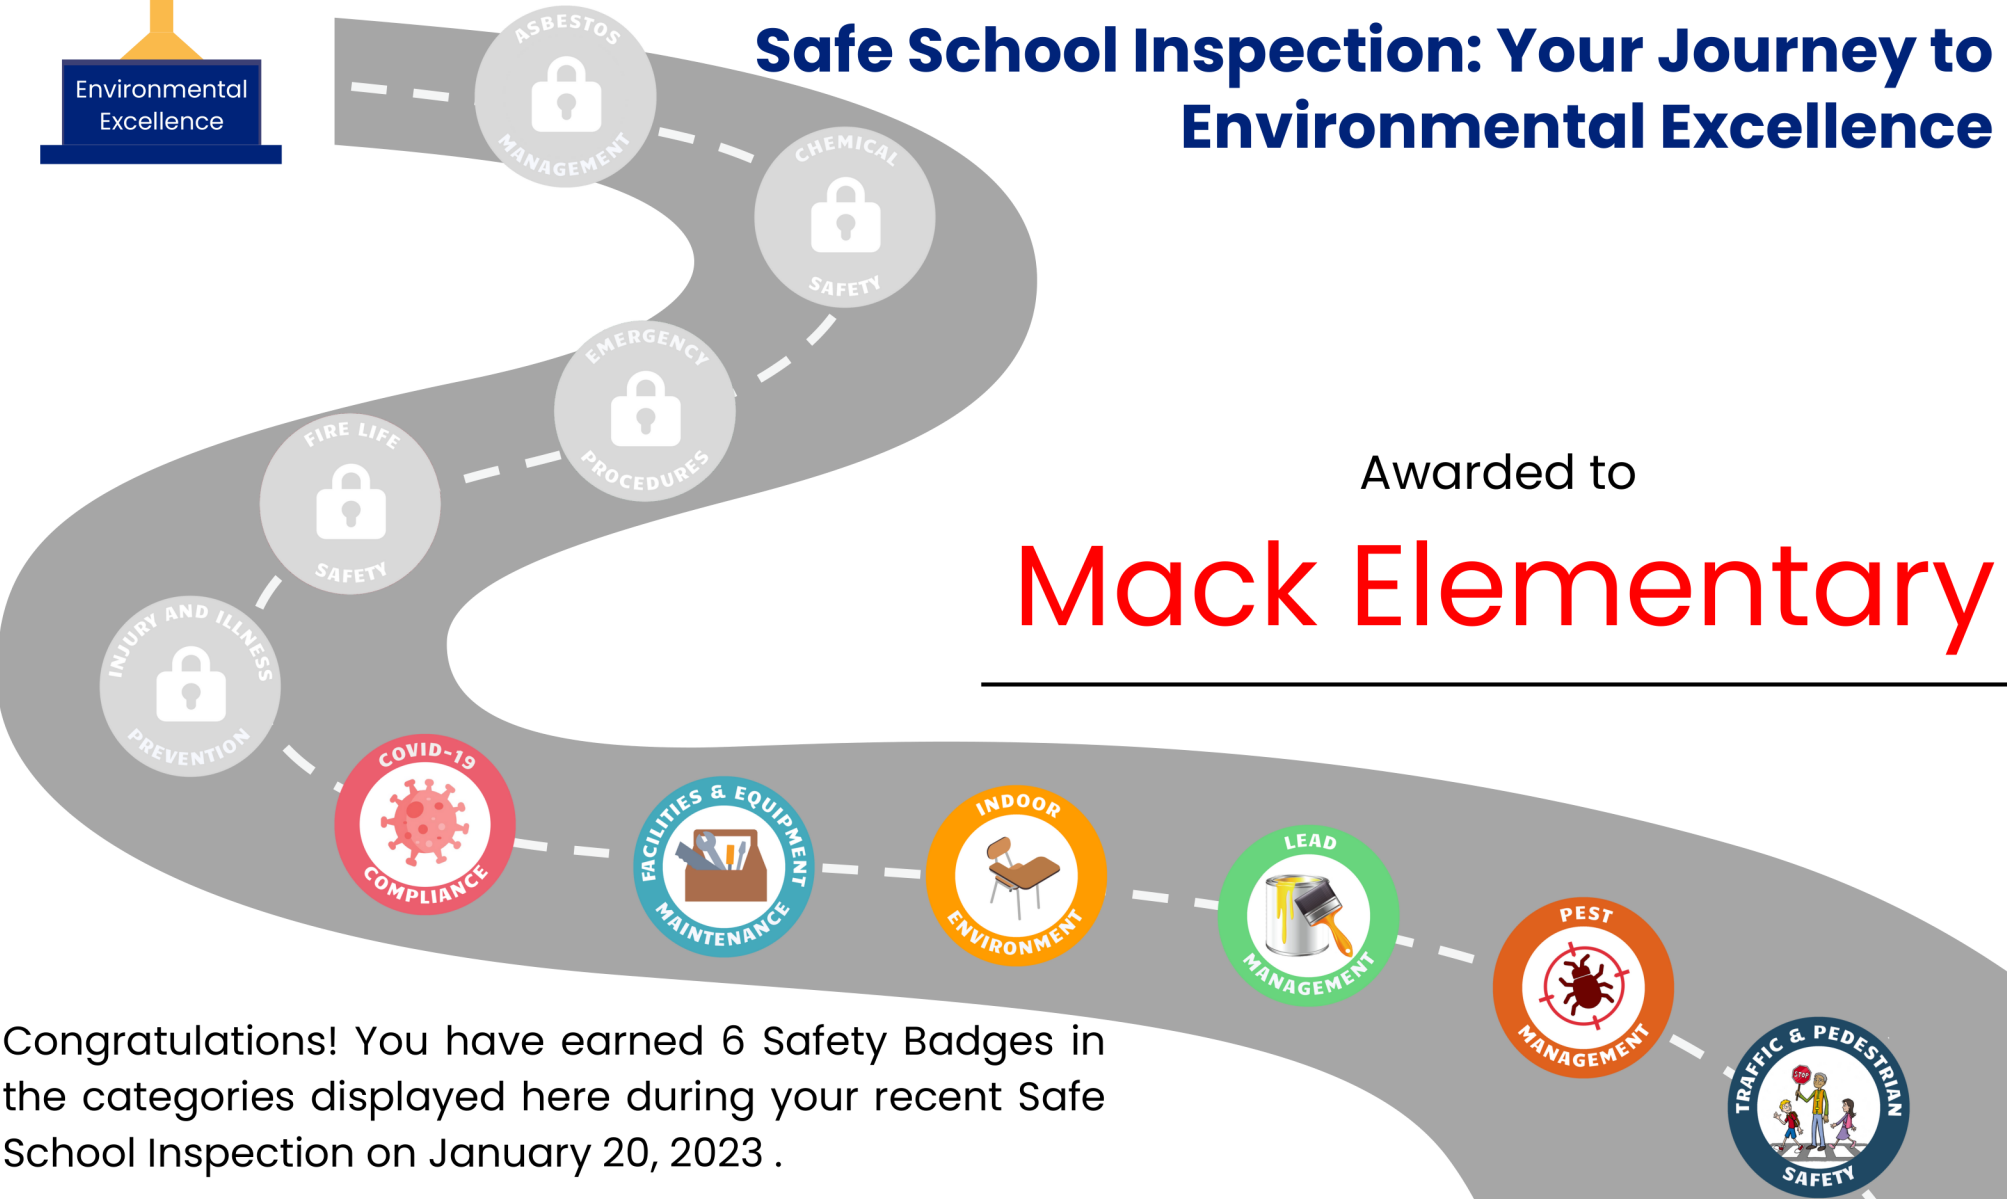 Safe School Inspection: Your Journey to
Environmental Excellence
Environmental
Excellence
ASBESTOS
MANAGEMENT
CHEMICAL
SAFETY
EMERGENCY
PROCEDURES
FIRE LIFE
SAFETY
INJURY AND ILLNESS
PREVENTION
Awarded to
Mack Elementary
COVID-19
COMPLIANCE
FACILITIES & EQUIPMENT
MAINTENANCE
INDOOR
ENVIRONMENT
LEAD
MANAGEMENT
PEST
MANAGEMENT
TRAFFIC & PEDESTRIAN
STOP
SAFETY
Congratulations! You have earned 6 Safety Badges in
the categories displayed here during your recent Safe
School Inspection on January 20, 2023 .